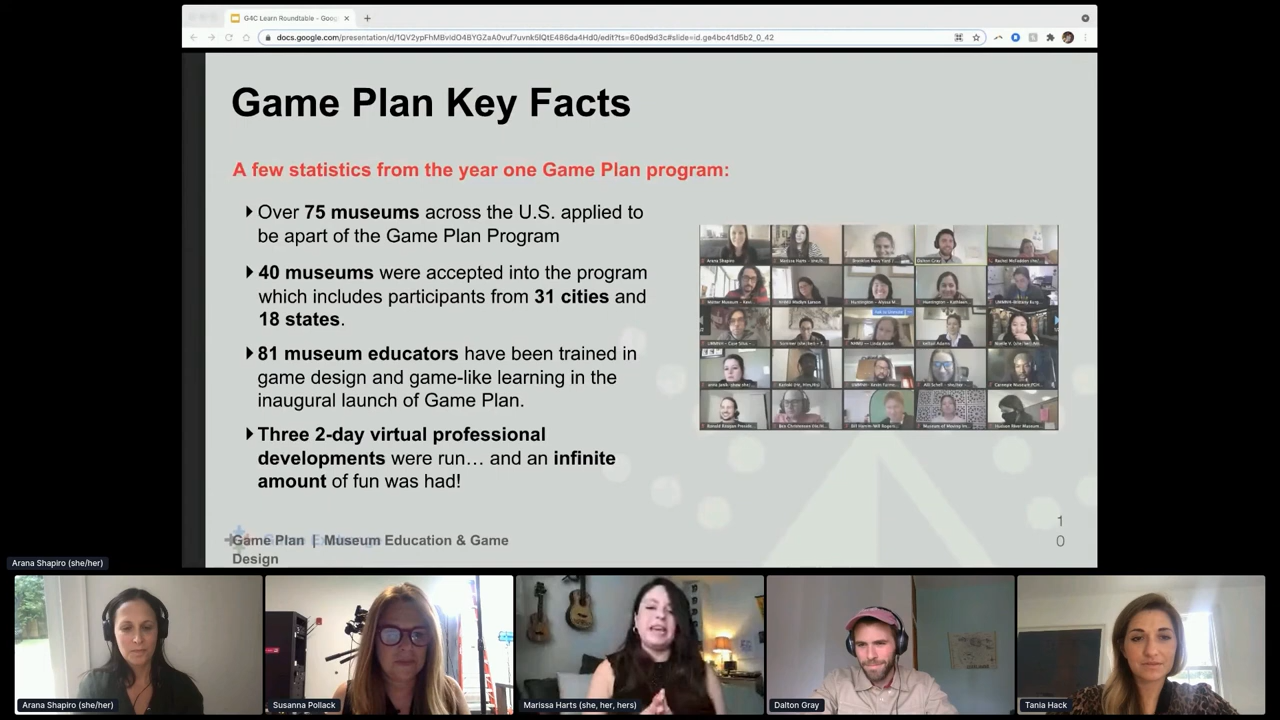 G4C Learn Roundtable - Goog
docs.google.com/presentation/d/1QV2ypFhMBvIdO4BYGZaA0vuf7uvnk5lQtE486da4Hd0/edit?ts=60ed9d3c#slide=id.ge4bc41d5b2_0_42
Game Plan Key Facts
A few statistics from the year one Game Plan program:
Over 75 museums across the U.S. applied to
be apart of the Game Plan Program
40 museums were accepted into the program
which includes participants from 31 cities and
18 states.
81 museum educators have been trained in
game design and game-like learning in the
inaugural launch of Game Plan.
Three 2-day virtual professional
developments were run… and an infinite
amount of fun was had!
Arana Shapiro
Dalton Gray
Game Plan | Museum Education & Game
Design
1
0
Arana Shapiro (she/her)
Arana Shapiro (she/her)
Susanna Pollack
Marissa Harts (she, her, hers)
Dalton Gray
Tania Hack